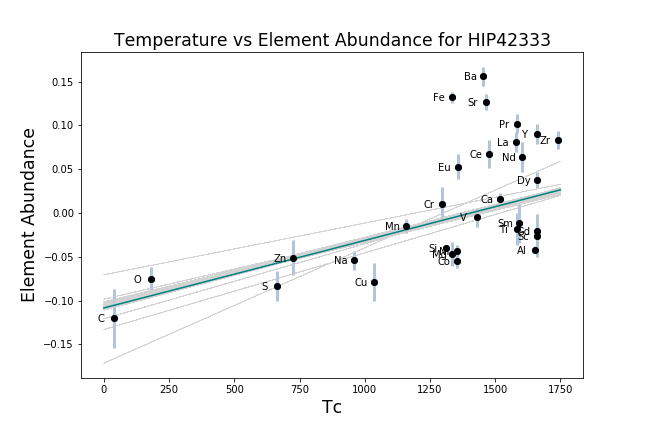 Temperature vs Element Abundance for HIP42333
Element Abundance
0.15
0.10
0.05
0.00
−0.05
−0.10
−0.15
Ba
Fe
Sr
Pr
Y
La
Zr
Ce
Nd
Eu
Dy
Ca
Cr
V
Mn
Sm
Ti
Gd
Sc
Al
Si
Co
Zn
Na
O
S
Cu
C
0 250 500 750 1000 1250 1500 1750
Tc